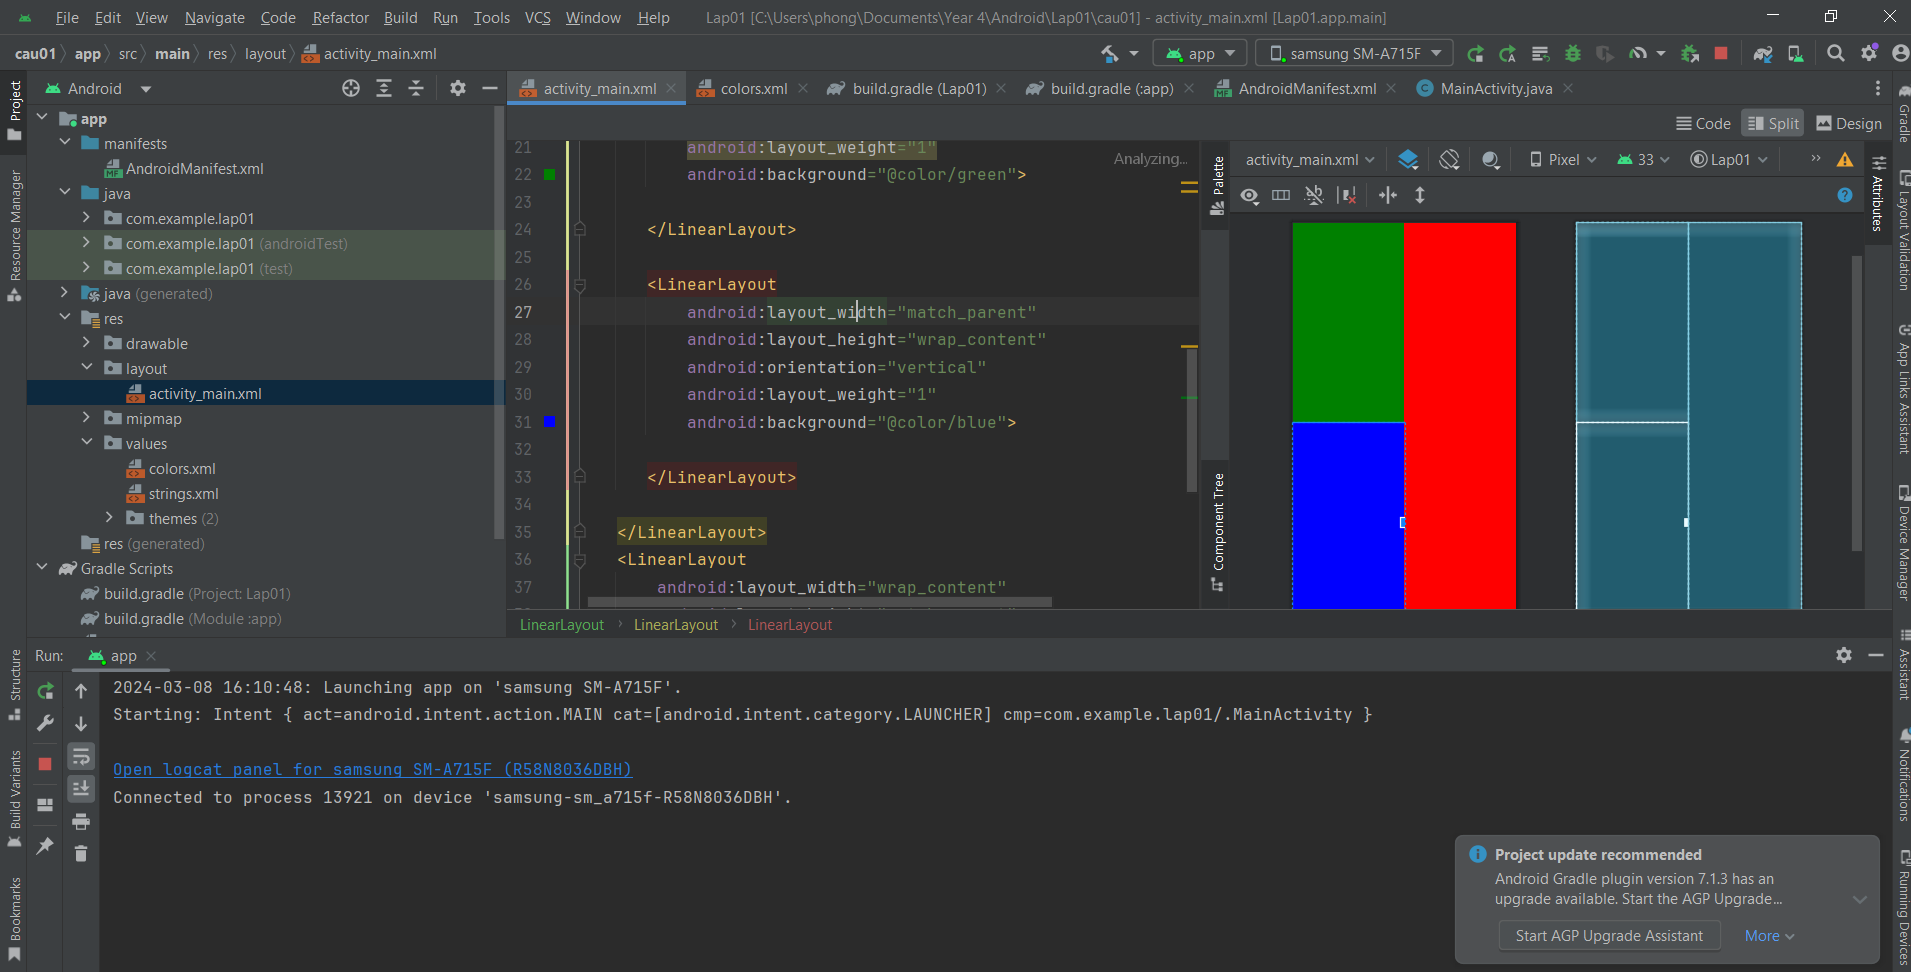 File Edit View Navigate Code Refactor Build Run Tools VCS Window Help Lap01 [C:\Users\phong\Documents\Year 4\Android\Lap01\cau01] - activity_main.xml [Lap01.app.main]
cau01 app src main res layout activity_main.xml app samsung SM-A715F
Android
activity_main.xml colors.xml build.gradle (Lap01) build.gradle (:app) AndroidManifest.xml MainActivity.java
Code Split Design
Project
Resource Manager
Structure
Build Variants
Bookmarks
app
manifests
AndroidManifest.xml
java
com.example.lap01
com.example.lap01 (androidTest)
com.example.lap01 (test)
java (generated)
res
drawable
layout
activity_main.xml
mipmap
values
colors.xml
strings.xml
themes (2)
res (generated)
Gradle Scripts
build.gradle (Project: Lap01)
build.gradle (Module :app)
Analyzing...
21 android:layout_weight="1"
22 android:background="@color/green">
23
24 </LinearLayout>
25
26 <LinearLayout
27 android:layout_width="match_parent"
28 android:layout_height="wrap_content"
29 android:orientation="vertical"
30 android:layout_weight="1"
31 android:background="@color/blue">
32
33 </LinearLayout>
34
35 </LinearLayout>
36 <LinearLayout
37 android:layout_width="wrap_content"
LinearLayout LinearLayout LinearLayout
Palette
Component Tree
activity_main.xml Pixel 33 Lap01
Attributes
Gradle
Layout Validation
App Links Assistant
Device Manager
Assistant
Notifications
Running Devices
Run: app
2024-03-08 16:10:48: Launching app on 'samsung SM-A715F'.
Starting: Intent { act=android.intent.action.MAIN cat=[android.intent.category.LAUNCHER] cmp=com.example.lap01/.MainActivity }
Open logcat panel for samsung SM-A715F (R58N8036DBH)
Connected to process 13921 on device 'samsung-sm_a715f-R58N8036DBH'.
Project update recommended
Android Gradle plugin version 7.1.3 has an
upgrade available. Start the AGP Upgrade...
Start AGP Upgrade Assistant More